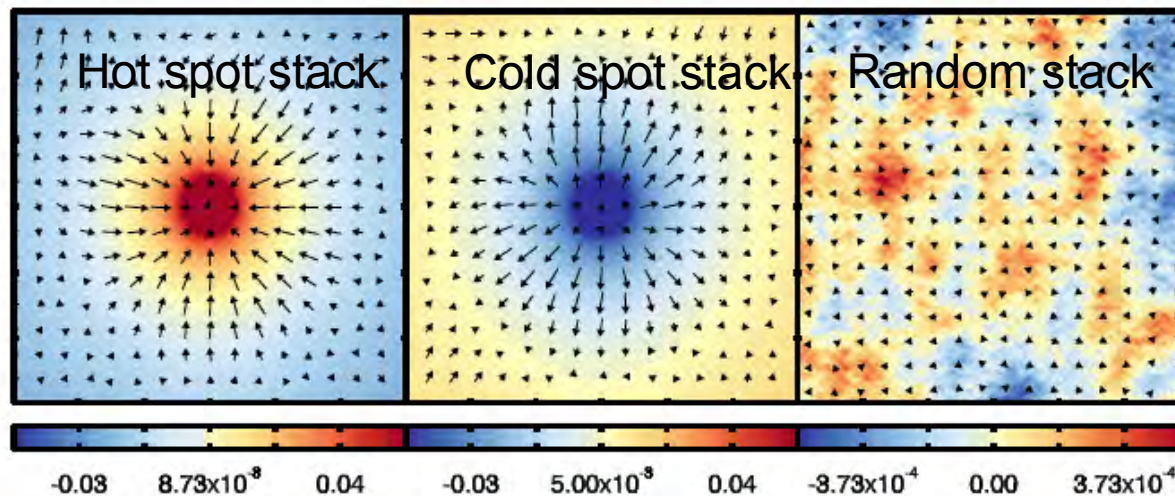 Hot spot stack
Cold spot stack
Random stack
-0.03 8.73x10⁻⁸ 0.04
-0.03 5.00x10⁻³ 0.04
-3.73x10⁻⁴ 0.00 3.73x10⁻⁴